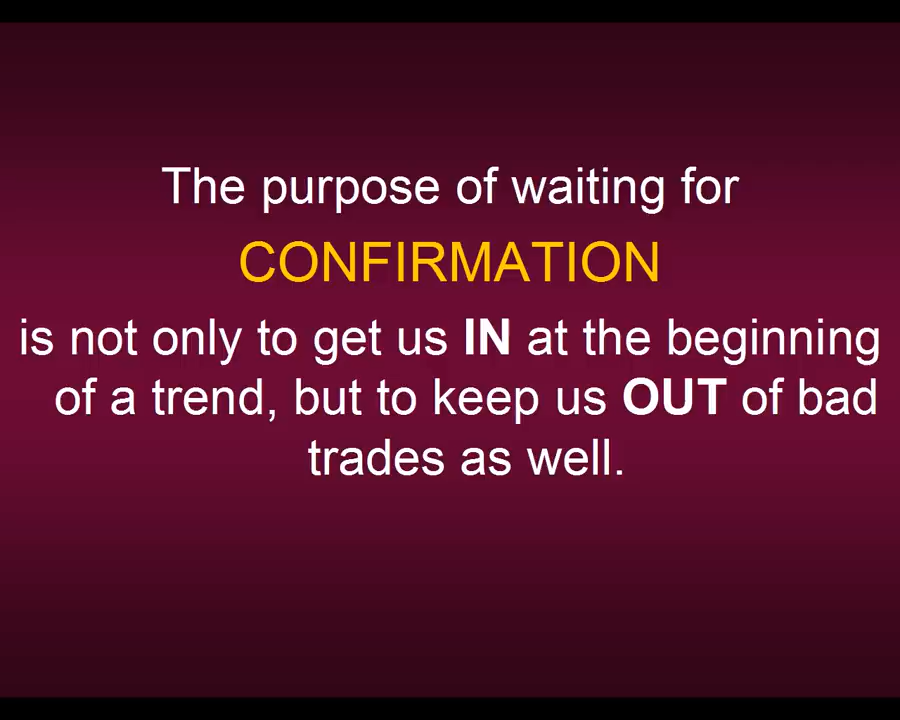 The purpose of waiting for
CONFIRMATION
is not only to get us IN at the beginning
of a trend, but to keep us OUT of bad
trades as well.